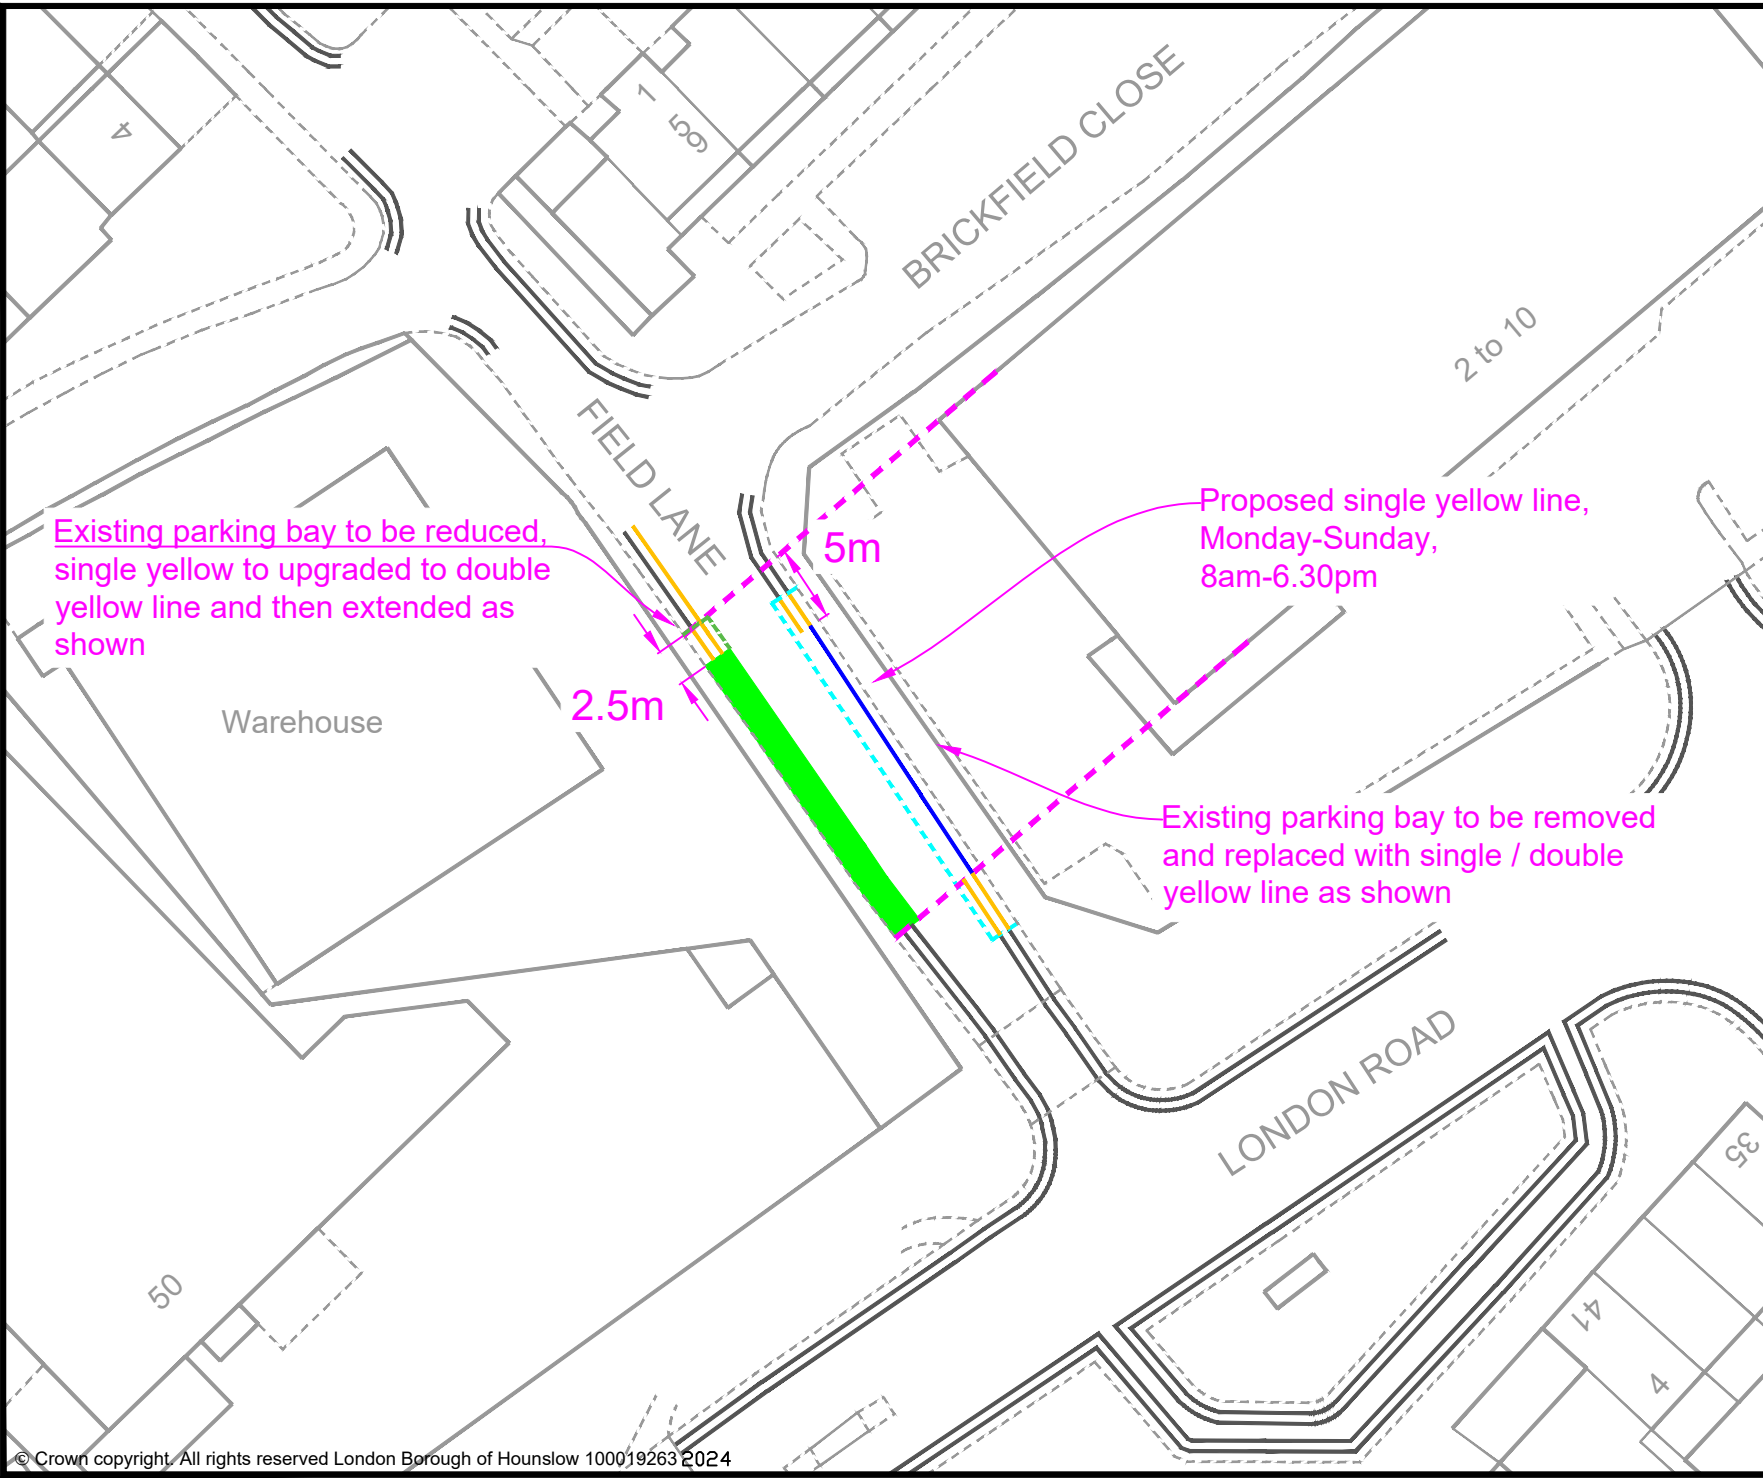 4
1
59
BRICKFIELD CLOSE
2 to 10
FIELD LANE
Existing parking bay to be reduced,
single yellow to upgraded to double
yellow line and then extended as
shown
5m
Proposed single yellow line,
Monday-Sunday,
8am-6.30pm
2.5m
Warehouse
Existing parking bay to be removed
and replaced with single / double
yellow line as shown
LONDON ROAD
35
41
4
50
© Crown copyright. All rights reserved London Borough of Hounslow 100019263 2024